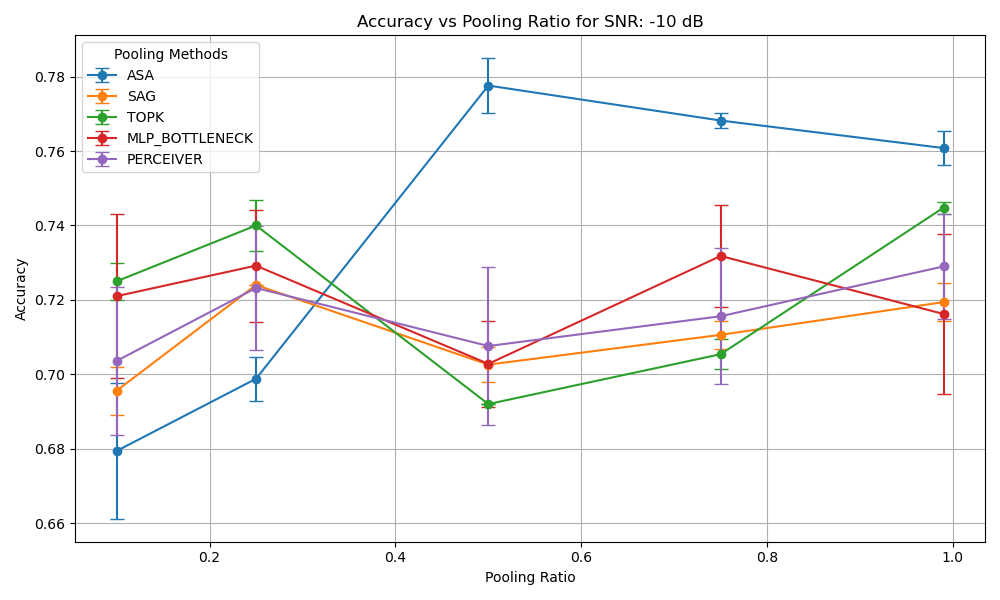 Accuracy vs Pooling Ratio for SNR: -10 dB
Pooling Methods
ASA
SAG
TOPK
MLP_BOTTLENECK
PERCEIVER
Accuracy
0.78
0.76
0.74
0.72
0.70
0.68
0.66
0.2
0.4
0.6
0.8
1.0
Pooling Ratio